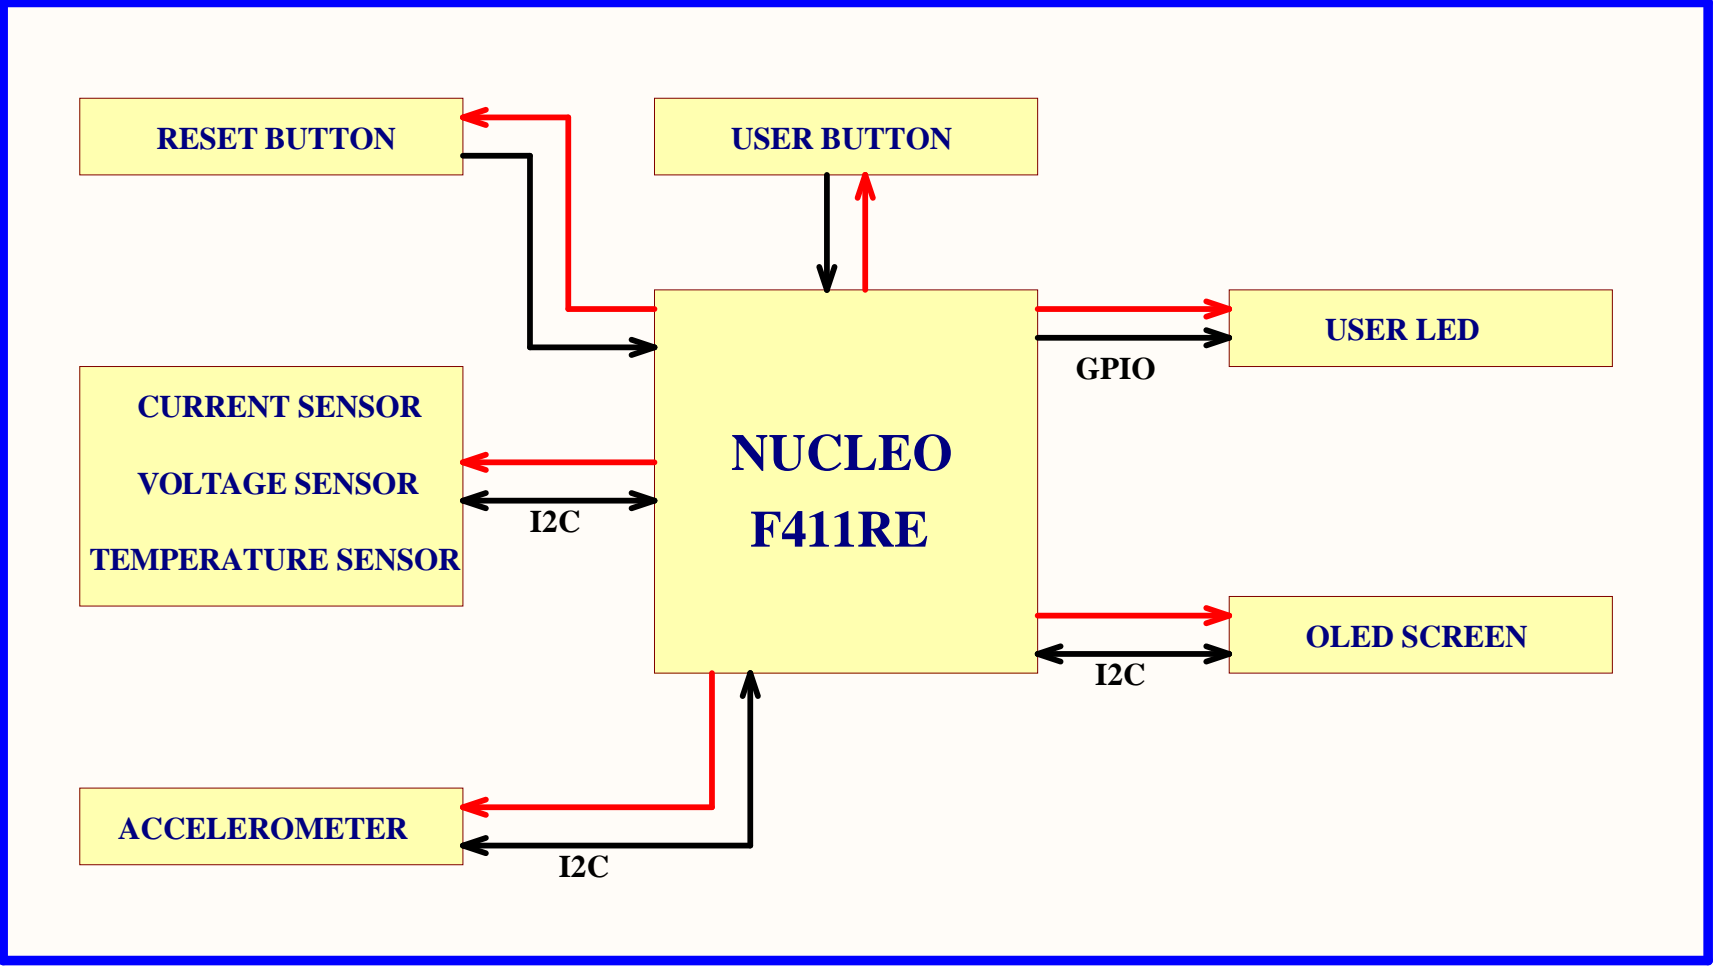 RESET BUTTON
USER BUTTON
USER LED
GPIO
CURRENT SENSOR
VOLTAGE SENSOR
TEMPERATURE SENSOR
I2C
NUCLEO
F411RE
OLED SCREEN
I2C
ACCELEROMETER
I2C